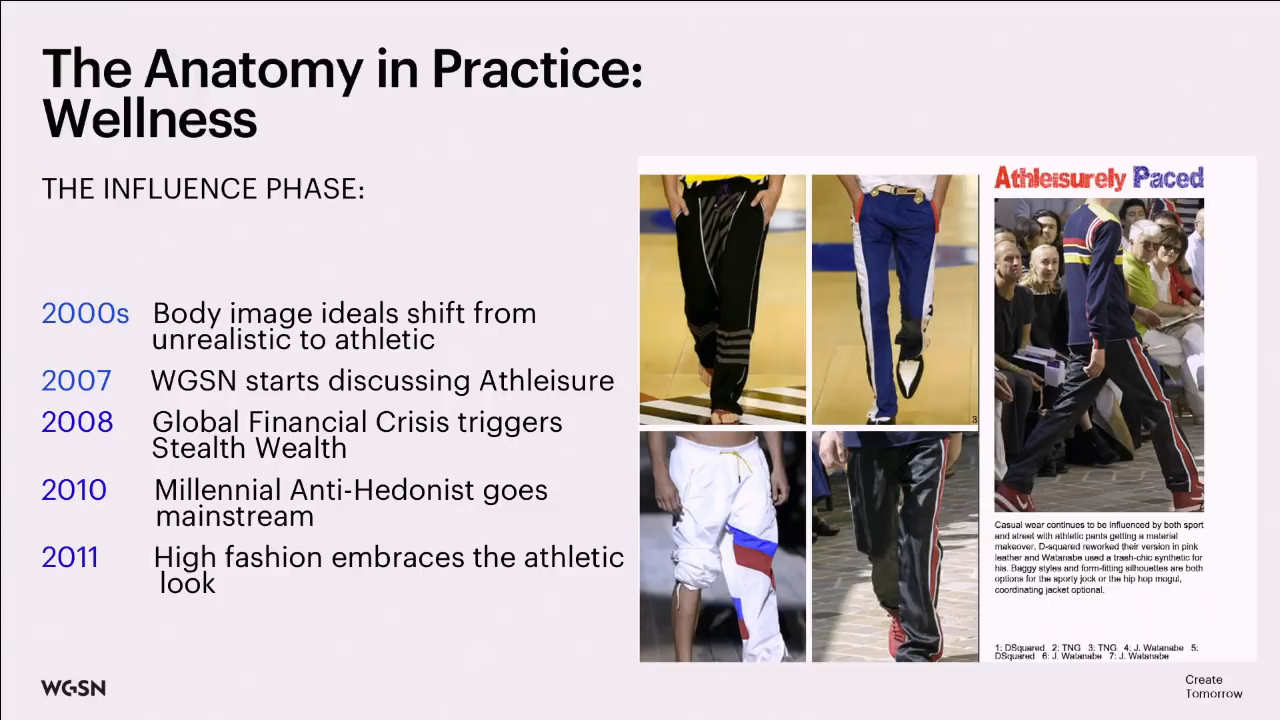 The Anatomy in Practice:
Wellness
THE INFLUENCE PHASE:
2000s Body image ideals shift from
unrealistic to athletic
2007 WGSN starts discussing Athleisure
2008 Global Financial Crisis triggers
Stealth Wealth
2010 Millennial Anti-Hedonist goes
mainstream
2011 High fashion embraces the athletic
look
3
Athleisurely Paced
Casual wear continues to be influenced by both sport
and street with athletic pants getting a material
makeover. D-squared reworked their version in pink
leather and Watanabe used a trash-chic synthetic for
his. Baggy styles and form-fitting silhouettes are both
options for the sporty jock or the hip hop mogul,
coordinating jacket optional.
1: DSquared 2: TNG 3: TNG 4: J. Watanabe 5:
DSquared 6: J. Watanabe 7: J. Watanabe
WGSN
Create
Tomorrow